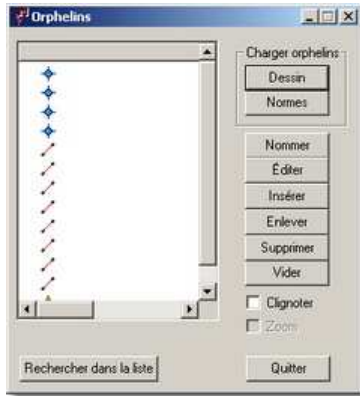 Orphelins
Charger orphelins
Dessin
Normes
Nommer
Éditer
Insérer
Enlever
Supprimer
Vider
Clignoter
Zoom
Rechercher dans la liste
Quitter